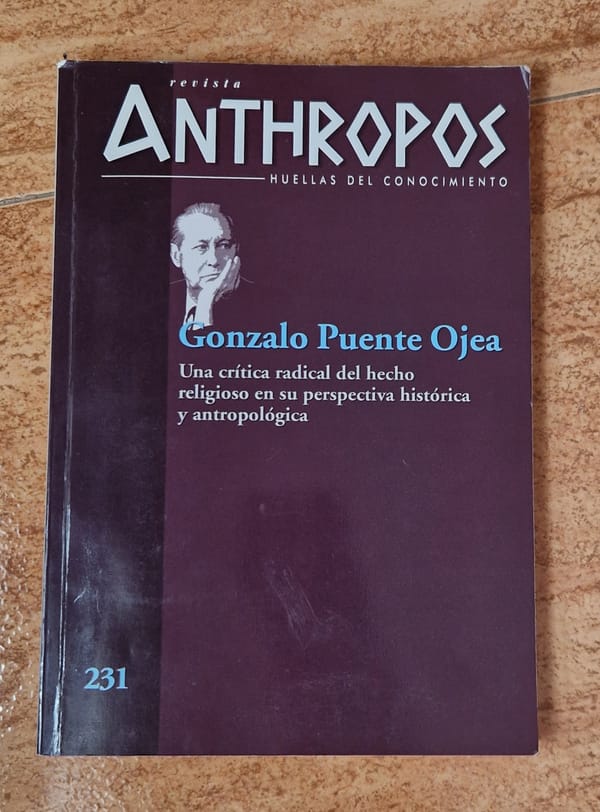 revista
ANTHROPOS
HUELLAS DEL CONOCIMIENTO
Gonzalo Puente Ojea
Una crítica radical del hecho
religioso en su perspectiva histórica
y antropológica
231